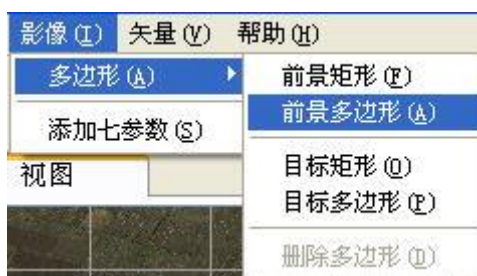 影像(I) 矢量(V) 帮助(H)
多边形(A)
添加七参数(S)
视图
前景矩形(F)
前景多边形(A)
目标矩形(O)
目标多边形(P)
删除多边形(D)